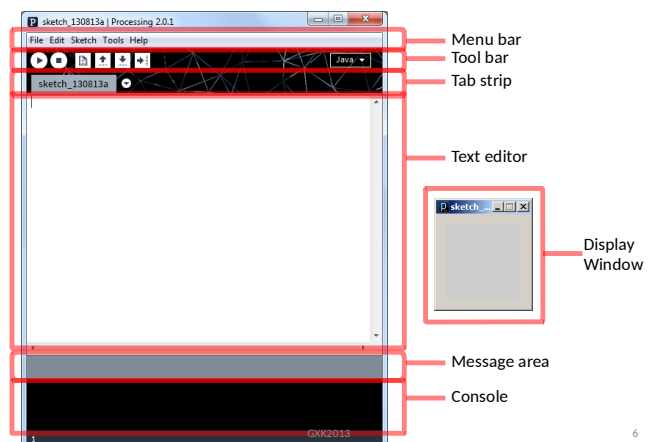 sketch_130813a | Processing 2.0.1
File Edit Sketch Tools Help
Java
sketch_130813a
Menu bar
Tool bar
Tab strip
Text editor
sketch_...
Display
Window
Message area
Console
1
GXK2013
6